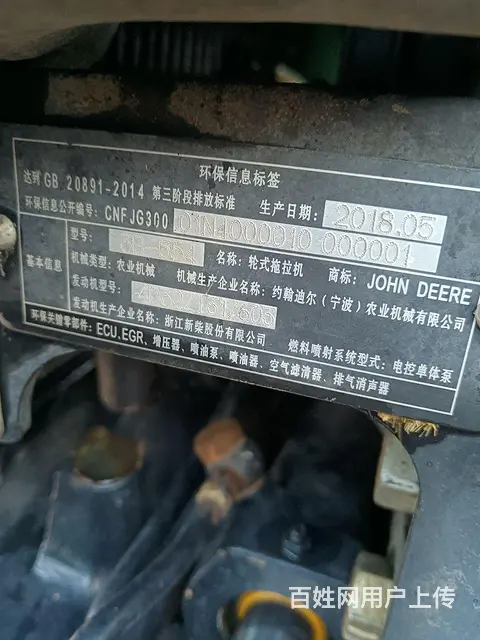 环保信息标签
达到 GB 20891-2014 第三阶段排放标准 生产日期: 2018.05
环保信息公开编号: CNFJG300 D1N4000010 000001
基本信息
型号:
机械类型: 农业机械 名称: 轮式拖拉机 商标: JOHN DEERE
发动机型号: 机械生产企业名称: 约翰迪尔(宁波)农业机械有限公司
发动机生产企业名称: 浙江新柴股份有限公司
环保关键零部件: ECU、EGR、增压器、喷油泵、喷油器、空气滤清器、排气消声器 燃料喷射系统型式: 电控单体泵
百姓网用户上传